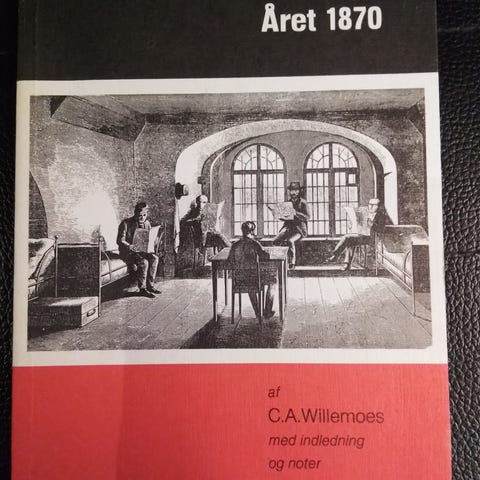 Året 1870
af
C.A.Willemoes
med indledning
og noter